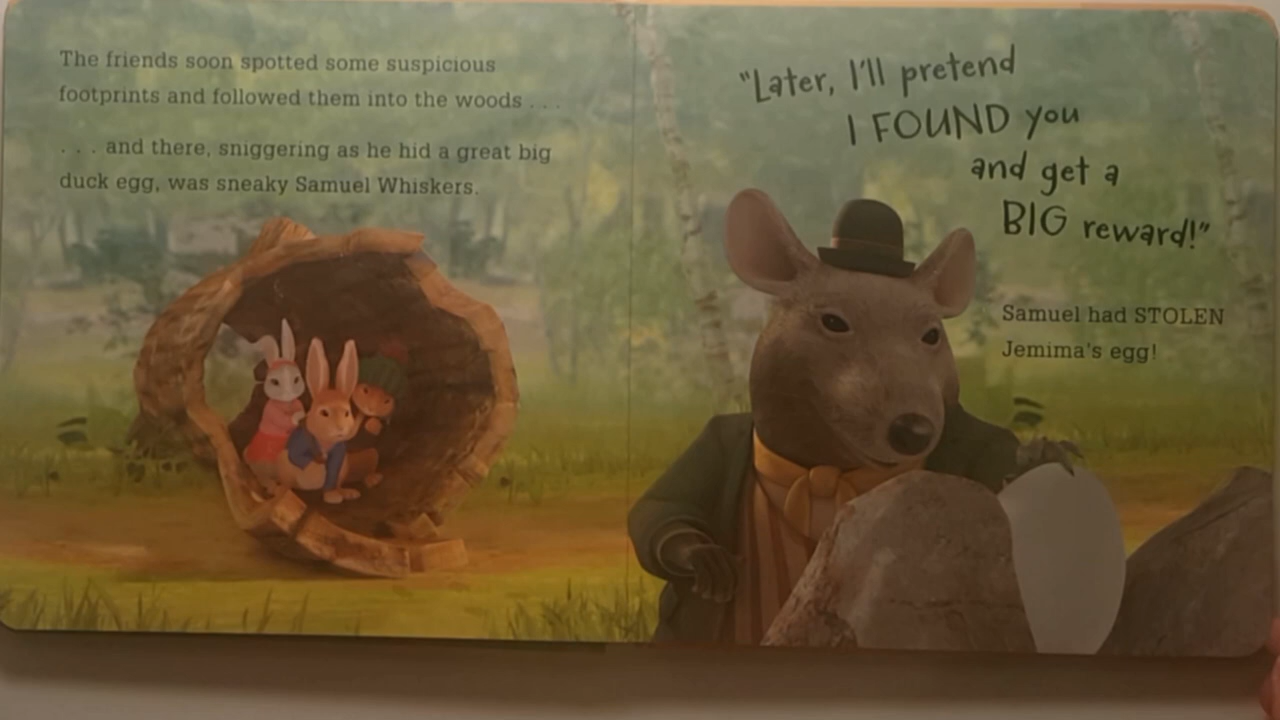 The friends soon spotted some suspicious
footprints and followed them into the woods . . .
. . . and there, sniggering as he hid a great big
duck egg, was sneaky Samuel Whiskers.
"Later, I'll pretend
I FOUND you
and get a
BIG reward!"
Samuel had STOLEN
Jemima's egg!